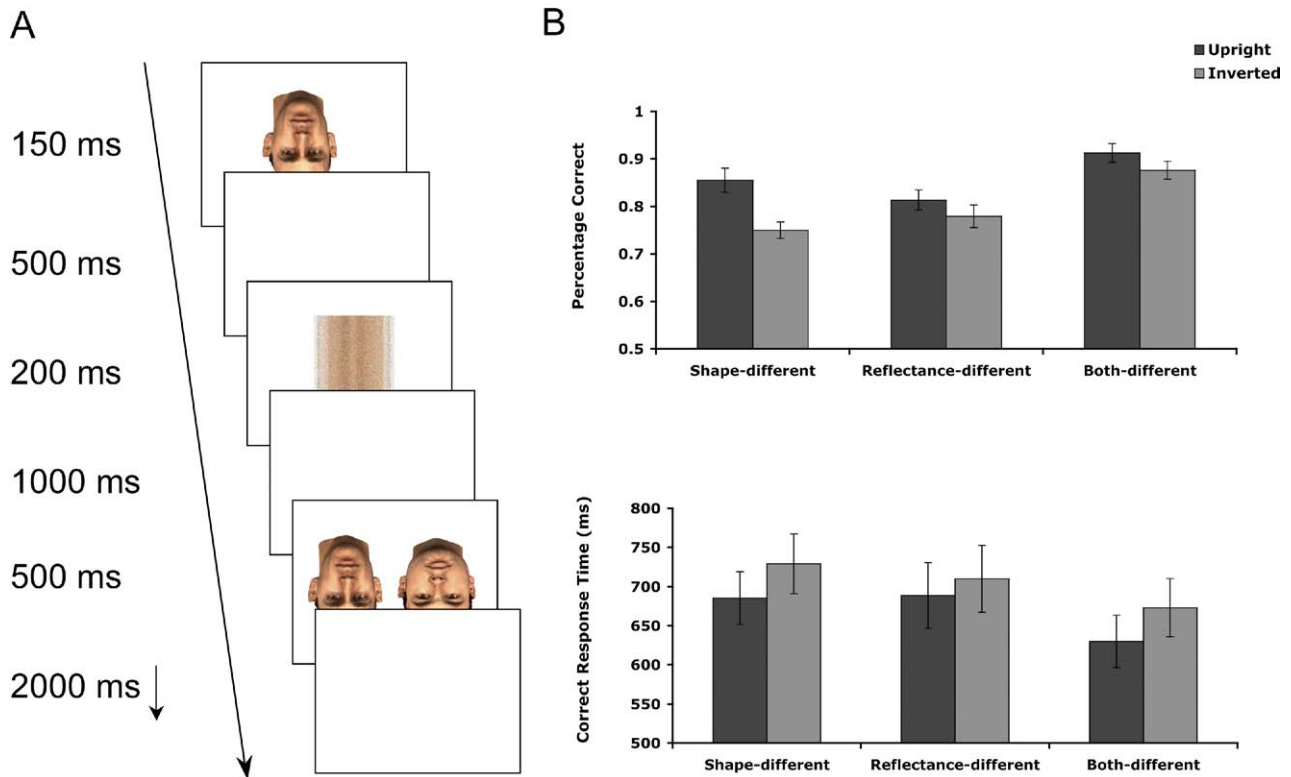 A
150 ms
500 ms
200 ms
1000 ms
500 ms
2000 ms
B
Upright
Inverted
Percentage Correct
1
0.9
0.8
0.7
0.6
0.5
Shape-different Reflectance-different Both-different
Correct Response Time (ms)
800
750
700
650
600
550
500
Shape-different Reflectance-different Both-different